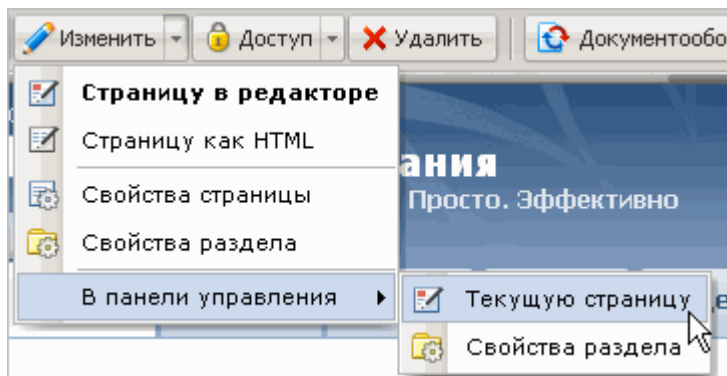 Изменить Доступ Удалить Документообо
Страницу в редакторе
Страницу как HTML
ания
Свойства страницы
Просто. Эффективно
Свойства раздела
В панели управления
Текущую страницу
Свойства раздела